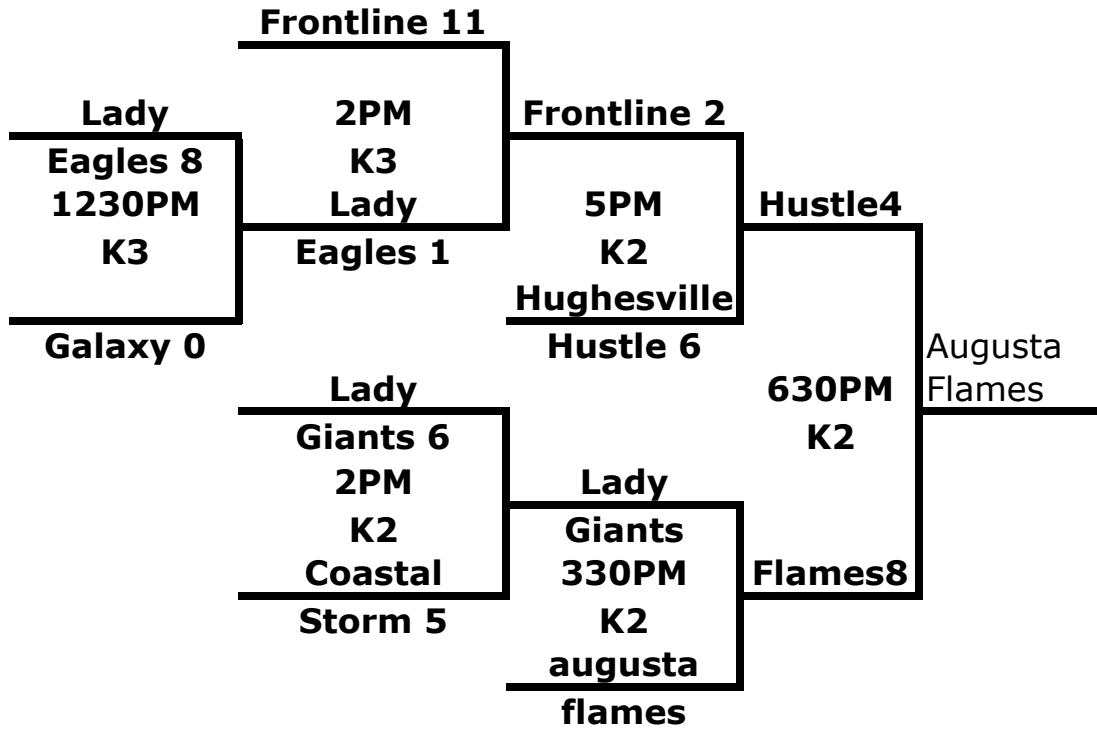 Frontline 11
Lady
2PM
Frontline 2
Eagles 8
K3
1230PM
Lady
5PM
Hustle4
K3
Eagles 1
K2
Hughesville
Galaxy 0
Hustle 6
Augusta
Lady
630PM
Flames
Giants 6
K2
2PM
Lady
K2
Giants
Coastal
330PM
Flames8
Storm 5
K2
augusta
flames